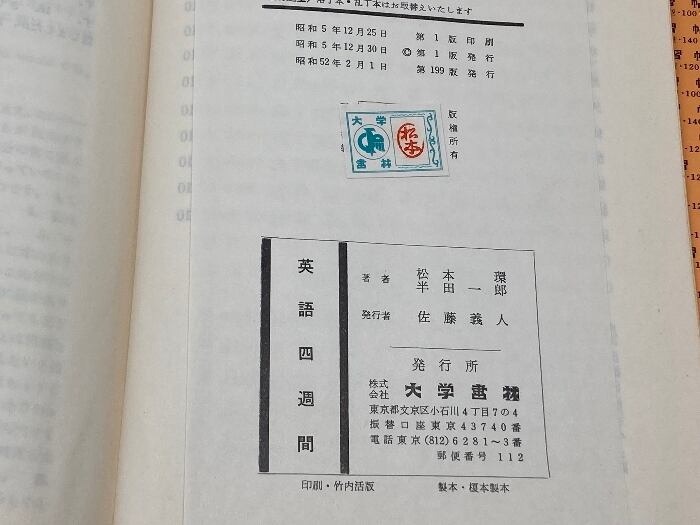 乱丁本はお取替えいたします
昭和5年12月25日 第1版印刷
昭和5年12月30日 ©第1版発行
昭和52年2月1日 第199版発行
版権所有
大学
書林
松本
英語四週間
著者 松本環
半田一郎
発行者 佐藤義人
発行所
株式会社 大学書林
東京都文京区小石川4丁目7の4
振替口座東京43740番
電話東京(812)6281〜3番
郵便番号 112
印刷・竹内活版 製本・榎本製本